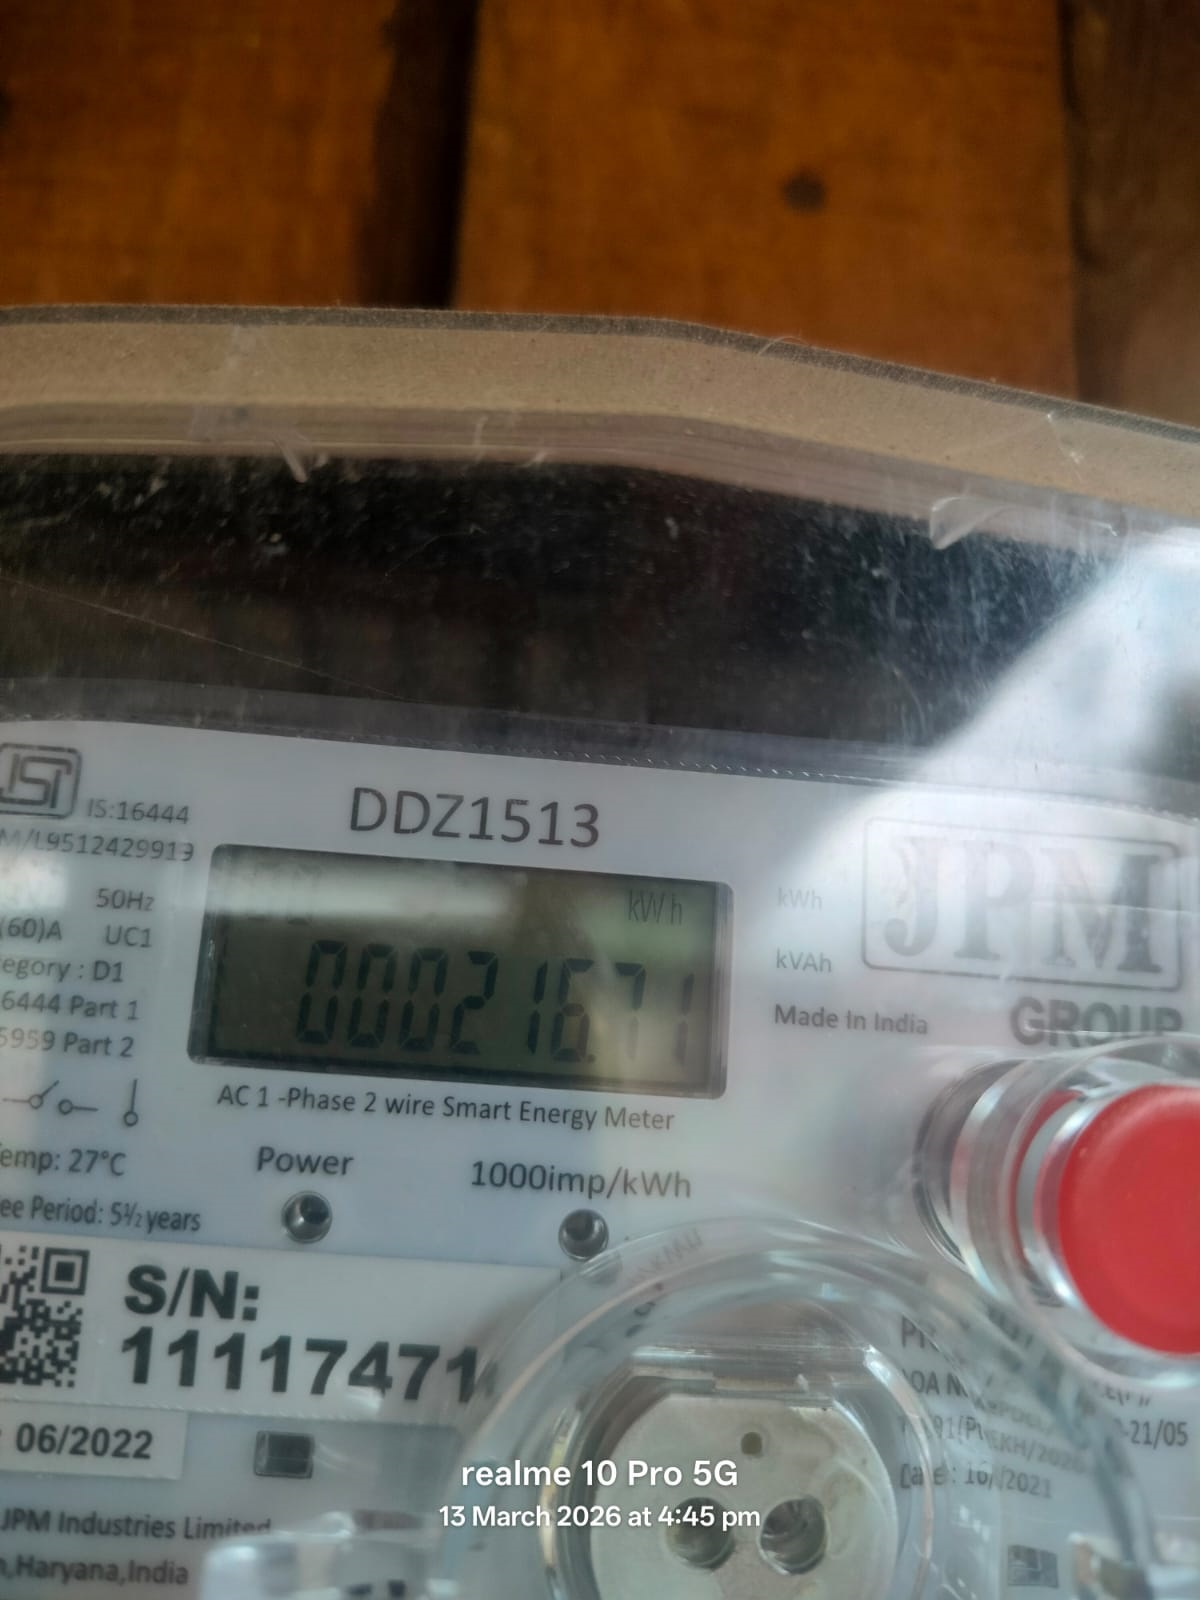 IS:16444
M/L9512429913
DDZ1513
50Hz
(60)A UC1
egory : D1
6444 Part 1
5959 Part 2
kWh
00021671
kWh
kVAh
Made In India
JPM
GROUP
AC 1 -Phase 2 wire Smart Energy Meter
emp: 27°C
Power
1000imp/kWh
ee Period: 5½ years
S/N:
11117471
06/2022
-21/05
JPM Industries Limited
,Haryana,India
realme 10 Pro 5G
13 March 2026 at 4:45 pm